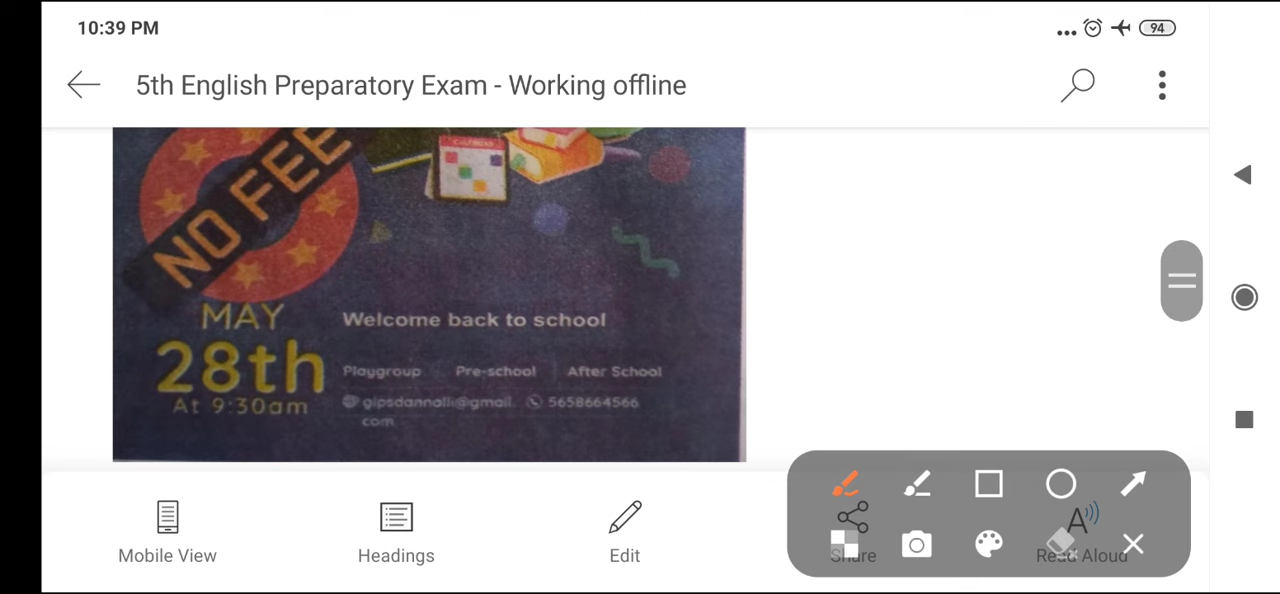 10:39 PM
94
5th English Preparatory Exam - Working offline
CALENDAR
NO FEE
MAY
28th
At 9:30am
Welcome back to school
Playgroup Pre-school After School
gipsdannalli@gmail. 5658664566
com
Mobile View Headings Edit Share Read Aloud